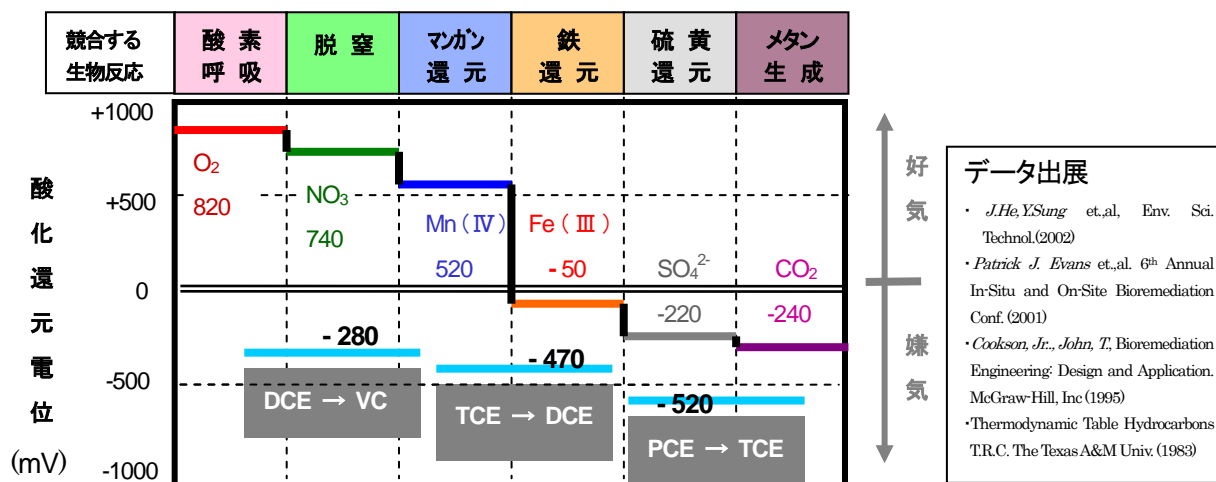 競合する
生物反応
酸 素
呼 吸
脱 窒
マンガン
還 元
鉄
還 元
硫 黄
還 元
メタン
生 成
酸化還元電位
(mV)
+1000
+500
0
-500
-1000
O₂
820
NO₃
740
Mn ( Ⅳ )
520
Fe ( Ⅲ )
- 50
SO₄²⁻
-220
CO₂
-240
- 280
DCE → VC
- 470
TCE → DCE
- 520
PCE → TCE
好気
嫌気
データ出展
・ J.He,Y.Sung et.,al, Env. Sci.
Technol.(2002)
・Patrick J. Evans et.,al. 6th Annual
In-Situ and On-Site Bioremediation
Conf. (2001)
・Cookson, Jr.., John, T., Bioremediation
Engineering: Design and Application.
McGraw-Hill, Inc (1995)
・Thermodynamic Table Hydrocarbons
T.R.C. The Texas A&M Univ. (1983)